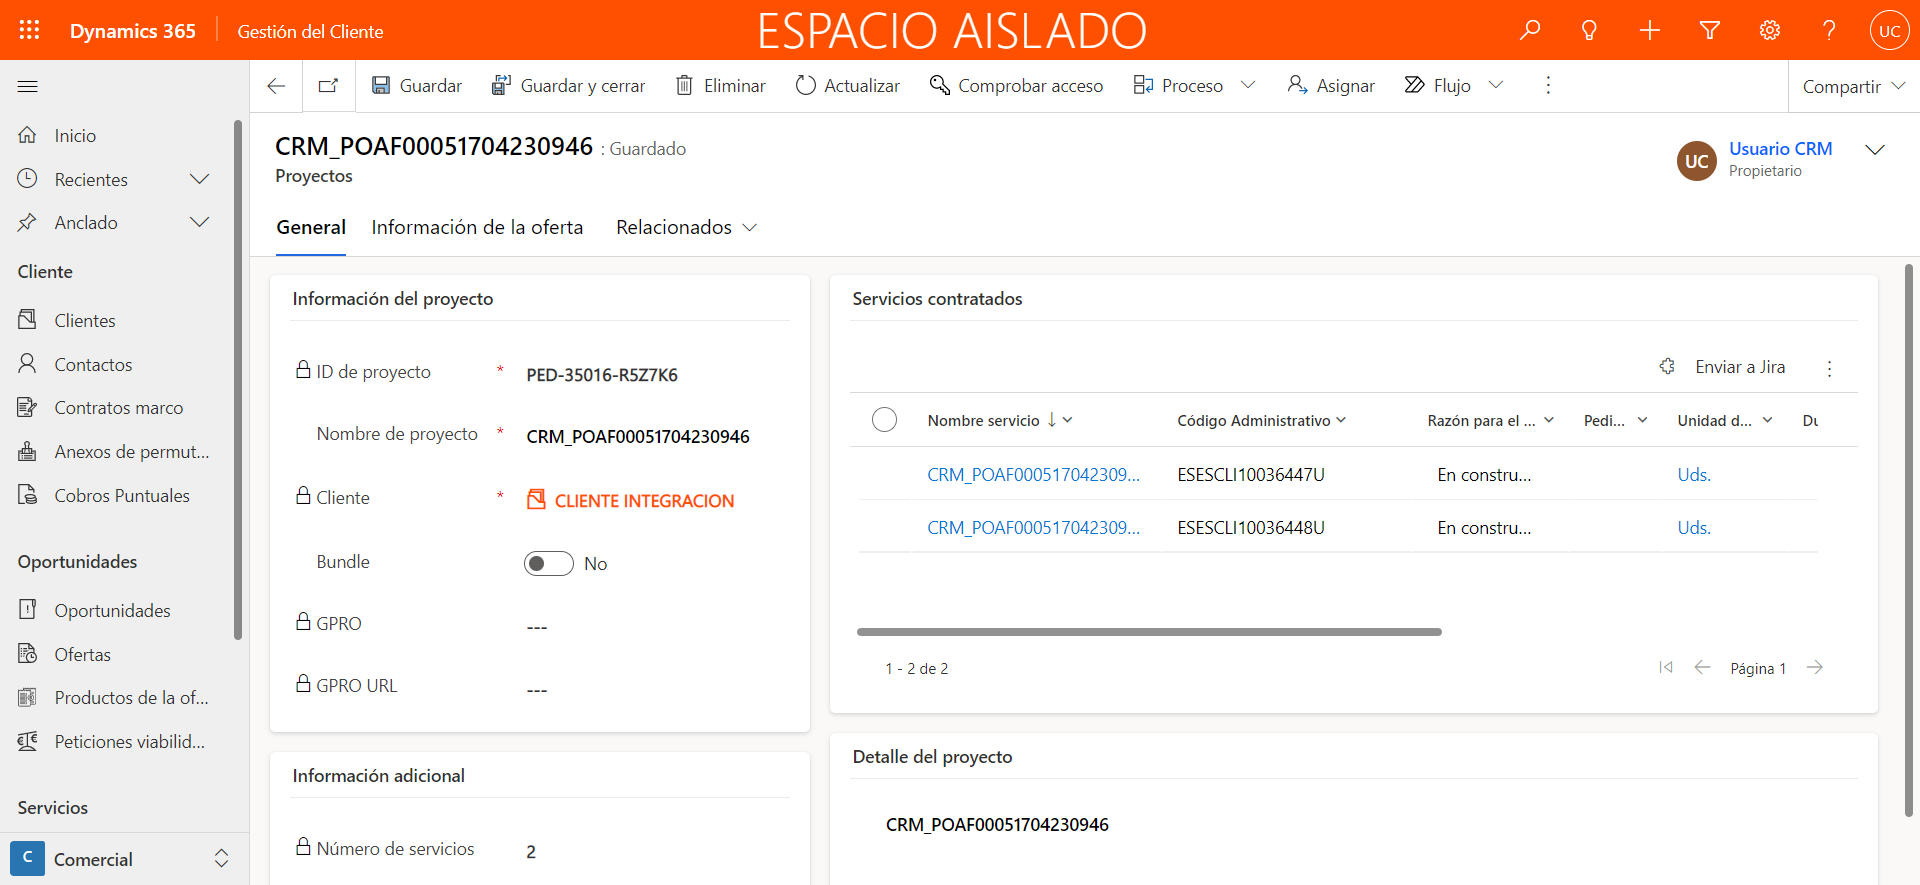 Dynamics 365
Gestión del Cliente
ESPACIO AISLADO
UC
Guardar
Guardar y cerrar
Eliminar
Actualizar
Comprobar acceso
Proceso
Asignar
Flujo
Compartir
Inicio
Recientes
Anclado
Cliente
Clientes
Contactos
Contratos marco
Anexos de permut...
Cobros Puntuales
Oportunidades
Oportunidades
Ofertas
Productos de la of...
Peticiones viabilid...
Servicios
C Comercial
CRM_POAF00051704230946 : Guardado
Proyectos
UC
Usuario CRM
Propietario
General
Información de la oferta
Relacionados
Información del proyecto
ID de proyecto * PED-35016-R5Z7K6
Nombre de proyecto * CRM_POAF00051704230946
Cliente * CLIENTE INTEGRACION
Bundle No
GPRO ---
GPRO URL ---
Información adicional
Número de servicios 2
Servicios contratados
Enviar a Jira
Nombre servicio Código Administrativo Razón para el ... Pedi... Unidad d... Du
CRM_POAF000517042309... ESESCLI10036447U En constru... Uds.
CRM_POAF000517042309... ESESCLI10036448U En constru... Uds.
1 - 2 de 2
Página 1
Detalle del proyecto
CRM_POAF00051704230946